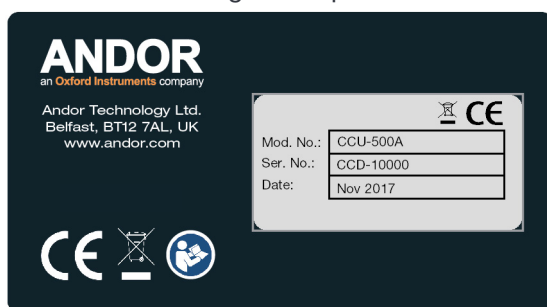 ANDOR
an Oxford Instruments company
Andor Technology Ltd.
Belfast, BT12 7AL, UK
www.andor.com
CE
Mod. No.: CCU-500A
Ser. No.: CCD-10000
Date: Nov 2017
CE